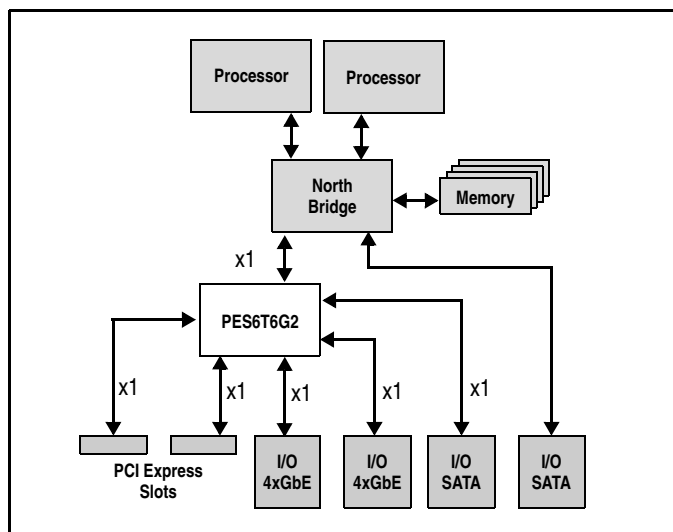 Processor
Processor
North
Bridge
Memory
x1
PES6T6G2
x1
x1
x1
x1
x1
PCI Express
Slots
I/O
4xGbE
I/O
4xGbE
I/O
SATA
I/O
SATA